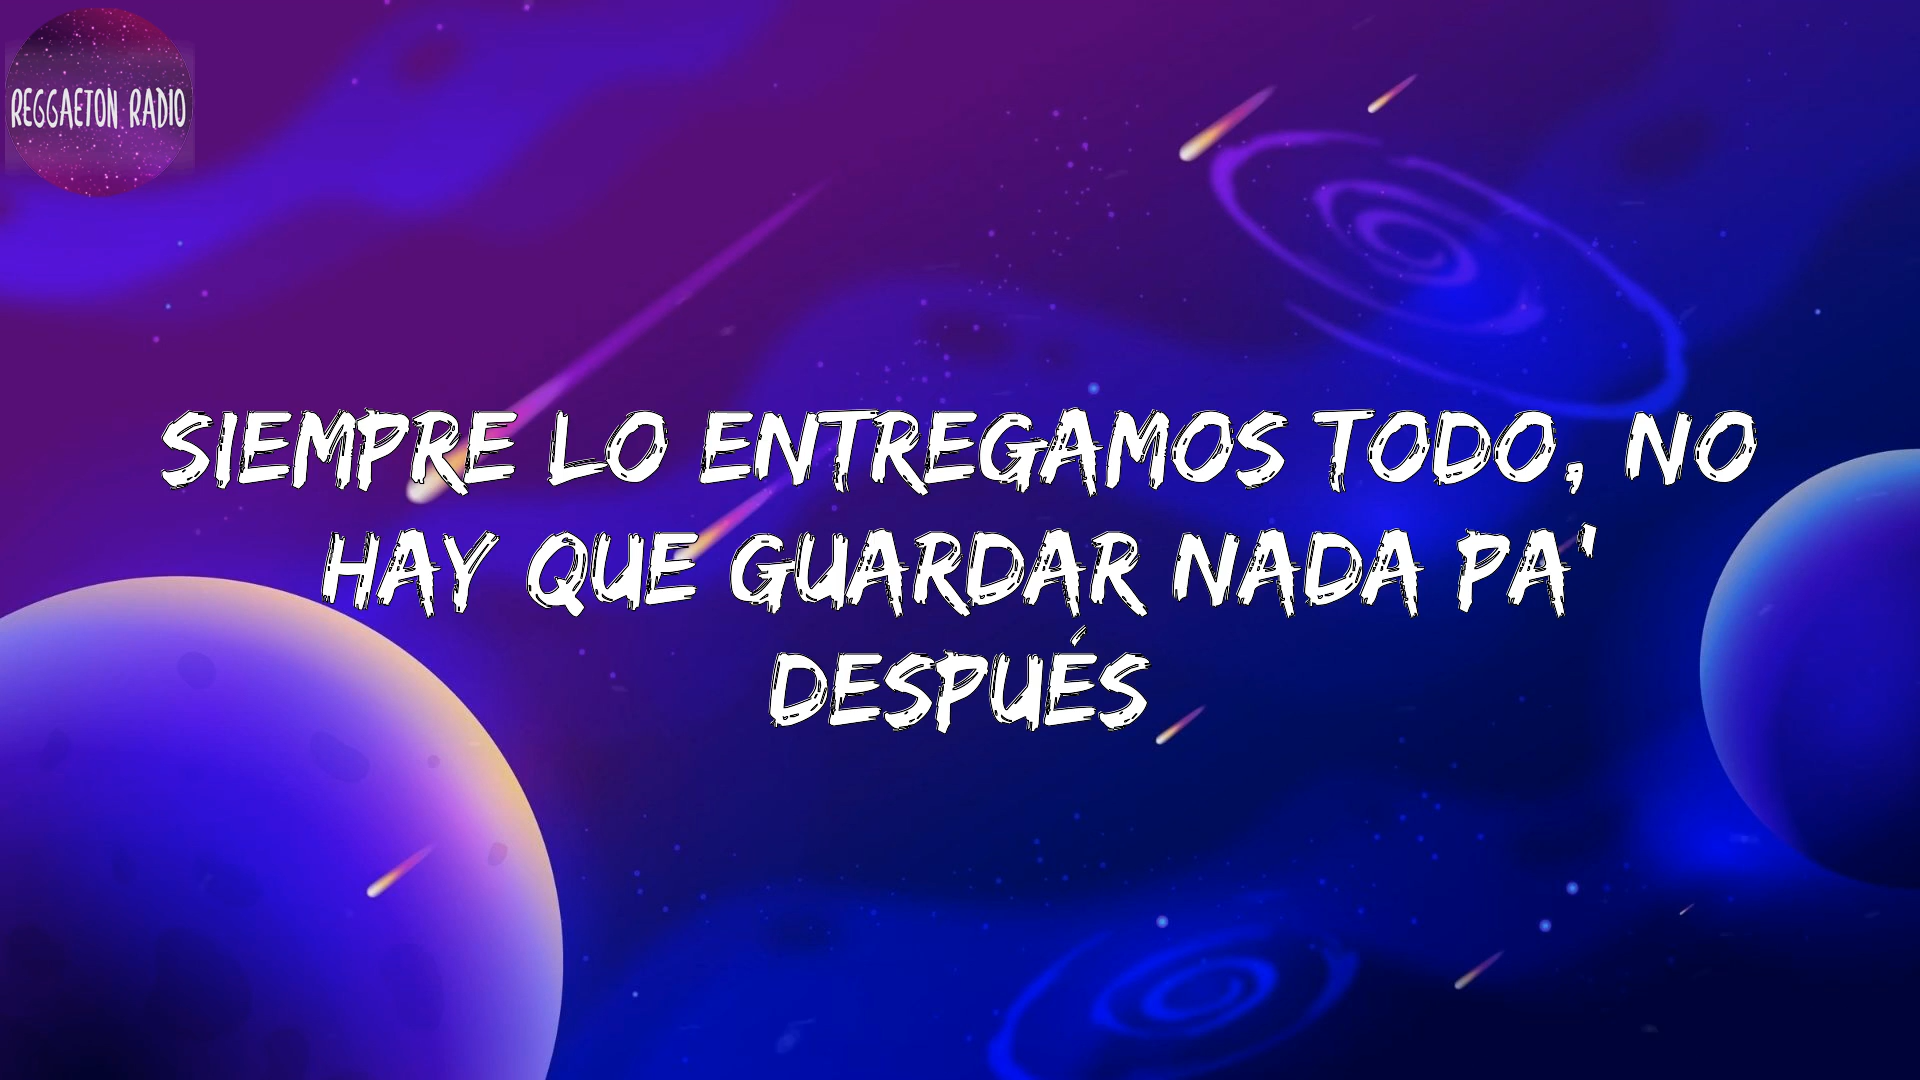 REGGAETON RADIO
SIEMPRE LO ENTREGAMOS TODO, NO
HAY QUE GUARDAR NADA PA'
DESPUÉS